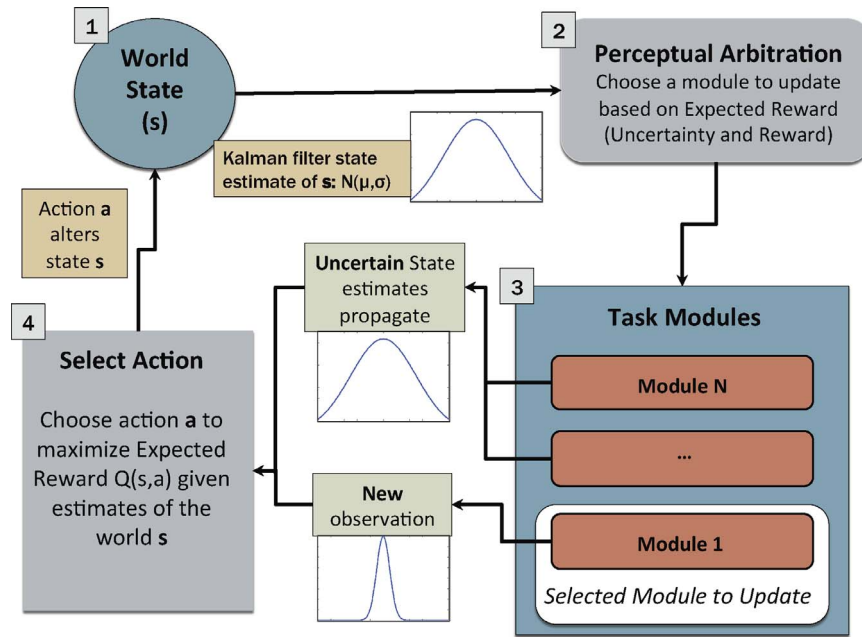 1
World
State
(s)
2
Perceptual Arbitration
Choose a module to update
based on Expected Reward
(Uncertainty and Reward)
Kalman filter state
estimate of s: N(μ,σ)
Action a
alters
state s
Uncertain State
estimates
propagate
3
Task Modules
Module N
...
Module 1
Selected Module to Update
4
Select Action
Choose action a to
maximize Expected
Reward Q(s,a) given
estimates of the
world s
New
observation